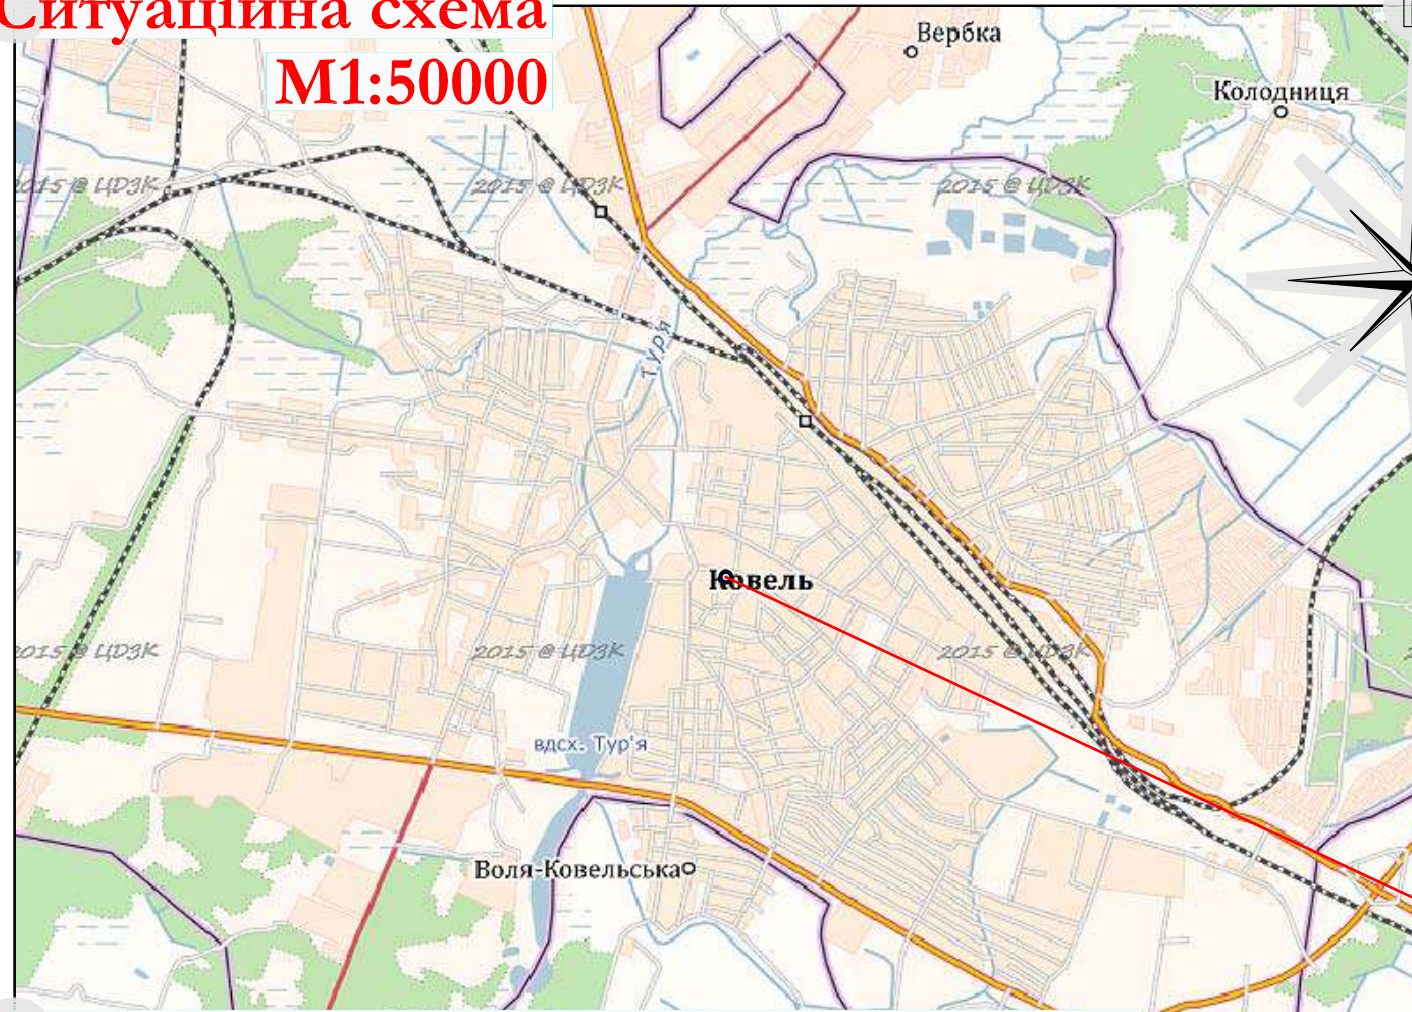 Ситуаційна схема
М1:50000
Вербка
Колодниця
2015 @ ЦДЗК
2015 @ ЦДЗК
2015 @ ЦДЗК
Тур'я
Ковель
2015 @ ЦДЗК
2015 @ ЦДЗК
2015 @ ЦДЗК
вдсх. Тур'я
Воля-Ковельська